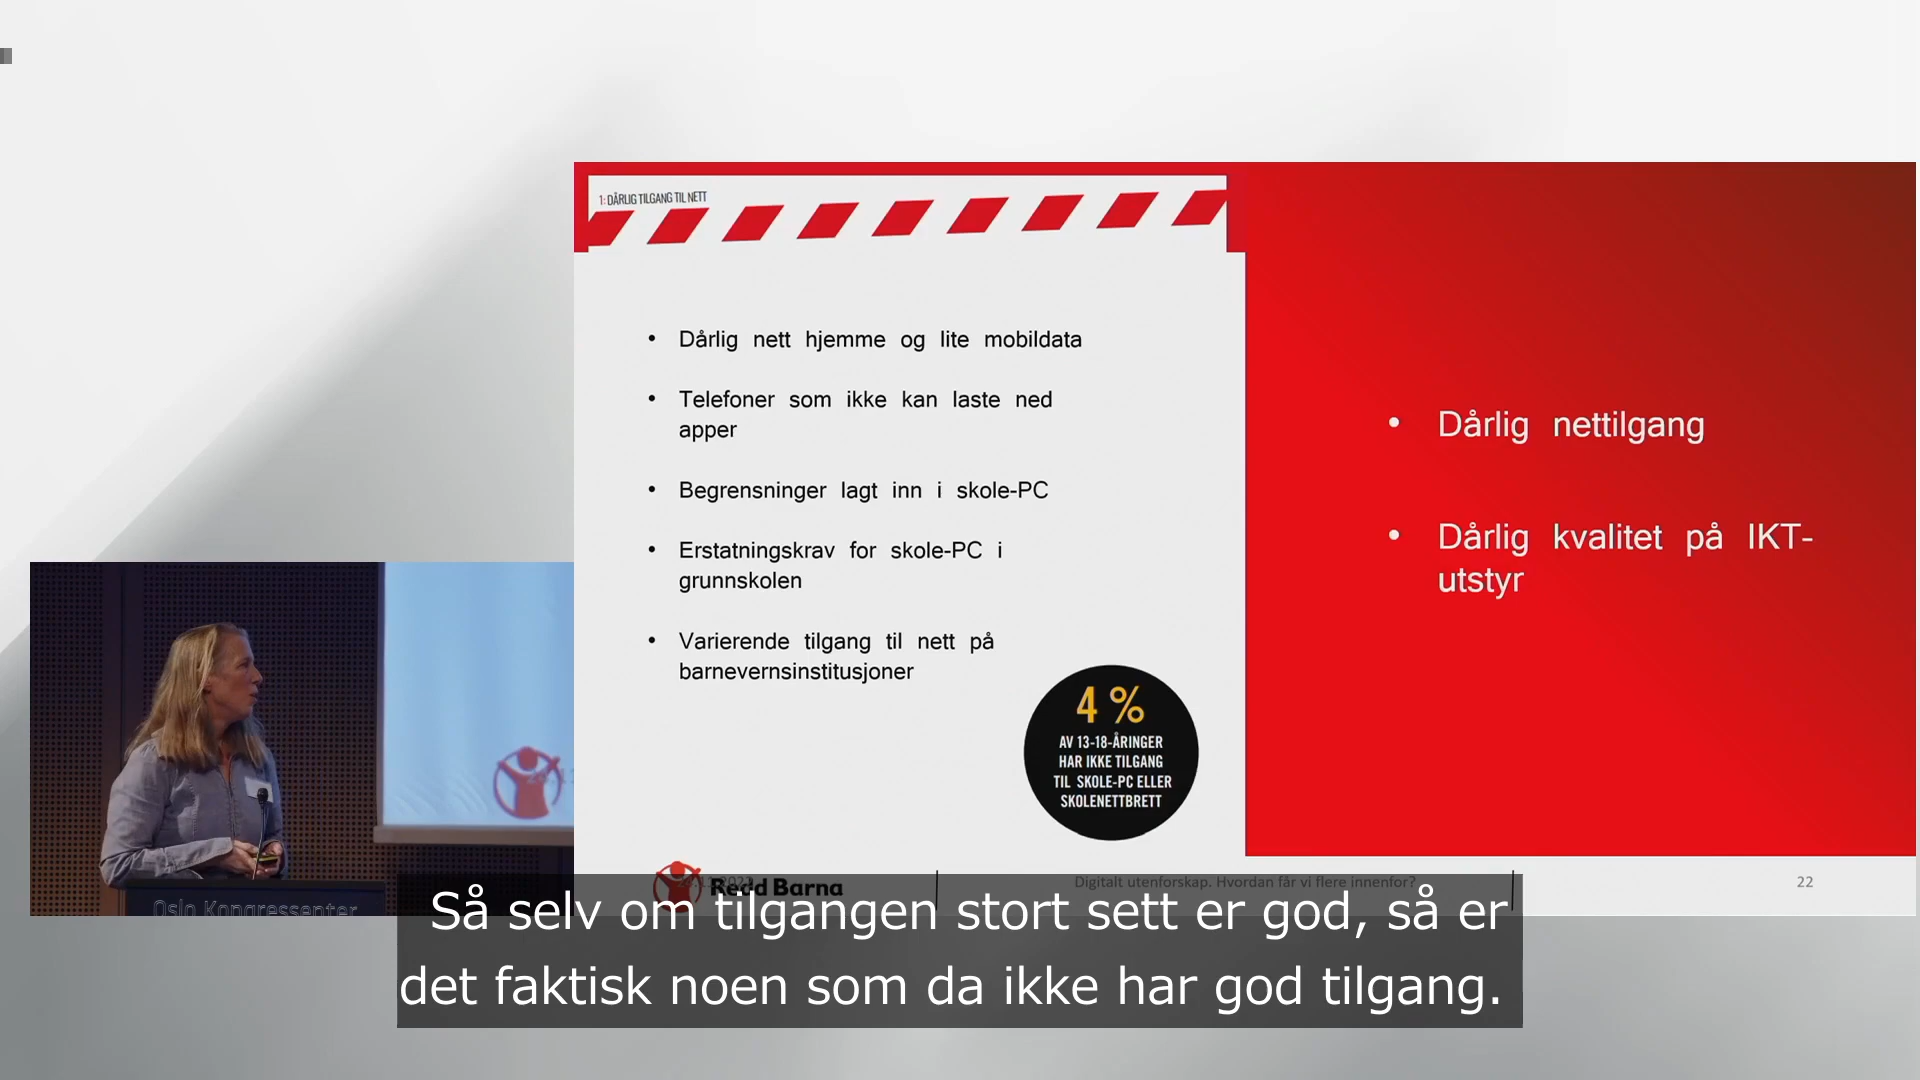 1: DÅRLIG TILGANG TIL NETT
• Dårlig nett hjemme og lite mobildata
• Telefoner som ikke kan laste ned
apper
• Begrensninger lagt inn i skole-PC
• Erstatningskrav for skole-PC i
grunnskolen
• Varierende tilgang til nett på
barnevernsinstitusjoner
4 %
AV 13-18-ÅRINGER
HAR IKKE TILGANG
TIL SKOLE-PC ELLER
SKOLENETTBRETT
• Dårlig nettilgang
• Dårlig kvalitet på IKT-
utstyr
Redd Barna
Digitalt utenforskap. Hvordan får vi flere innenfor?
22
Oslo Kongressenter
Så selv om tilgangen stort sett er god, så er
det faktisk noen som da ikke har god tilgang.